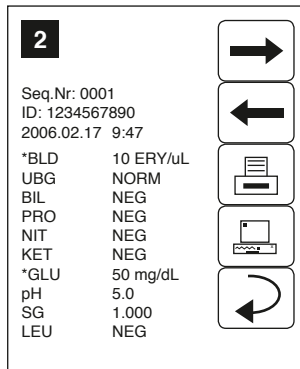 2
Seq.Nr: 0001
ID: 1234567890
2006.02.17 9:47
*BLD 10 ERY/uL
UBG NORM
BIL NEG
PRO NEG
NIT NEG
KET NEG
*GLU 50 mg/dL
pH 5.0
SG 1.000
LEU NEG